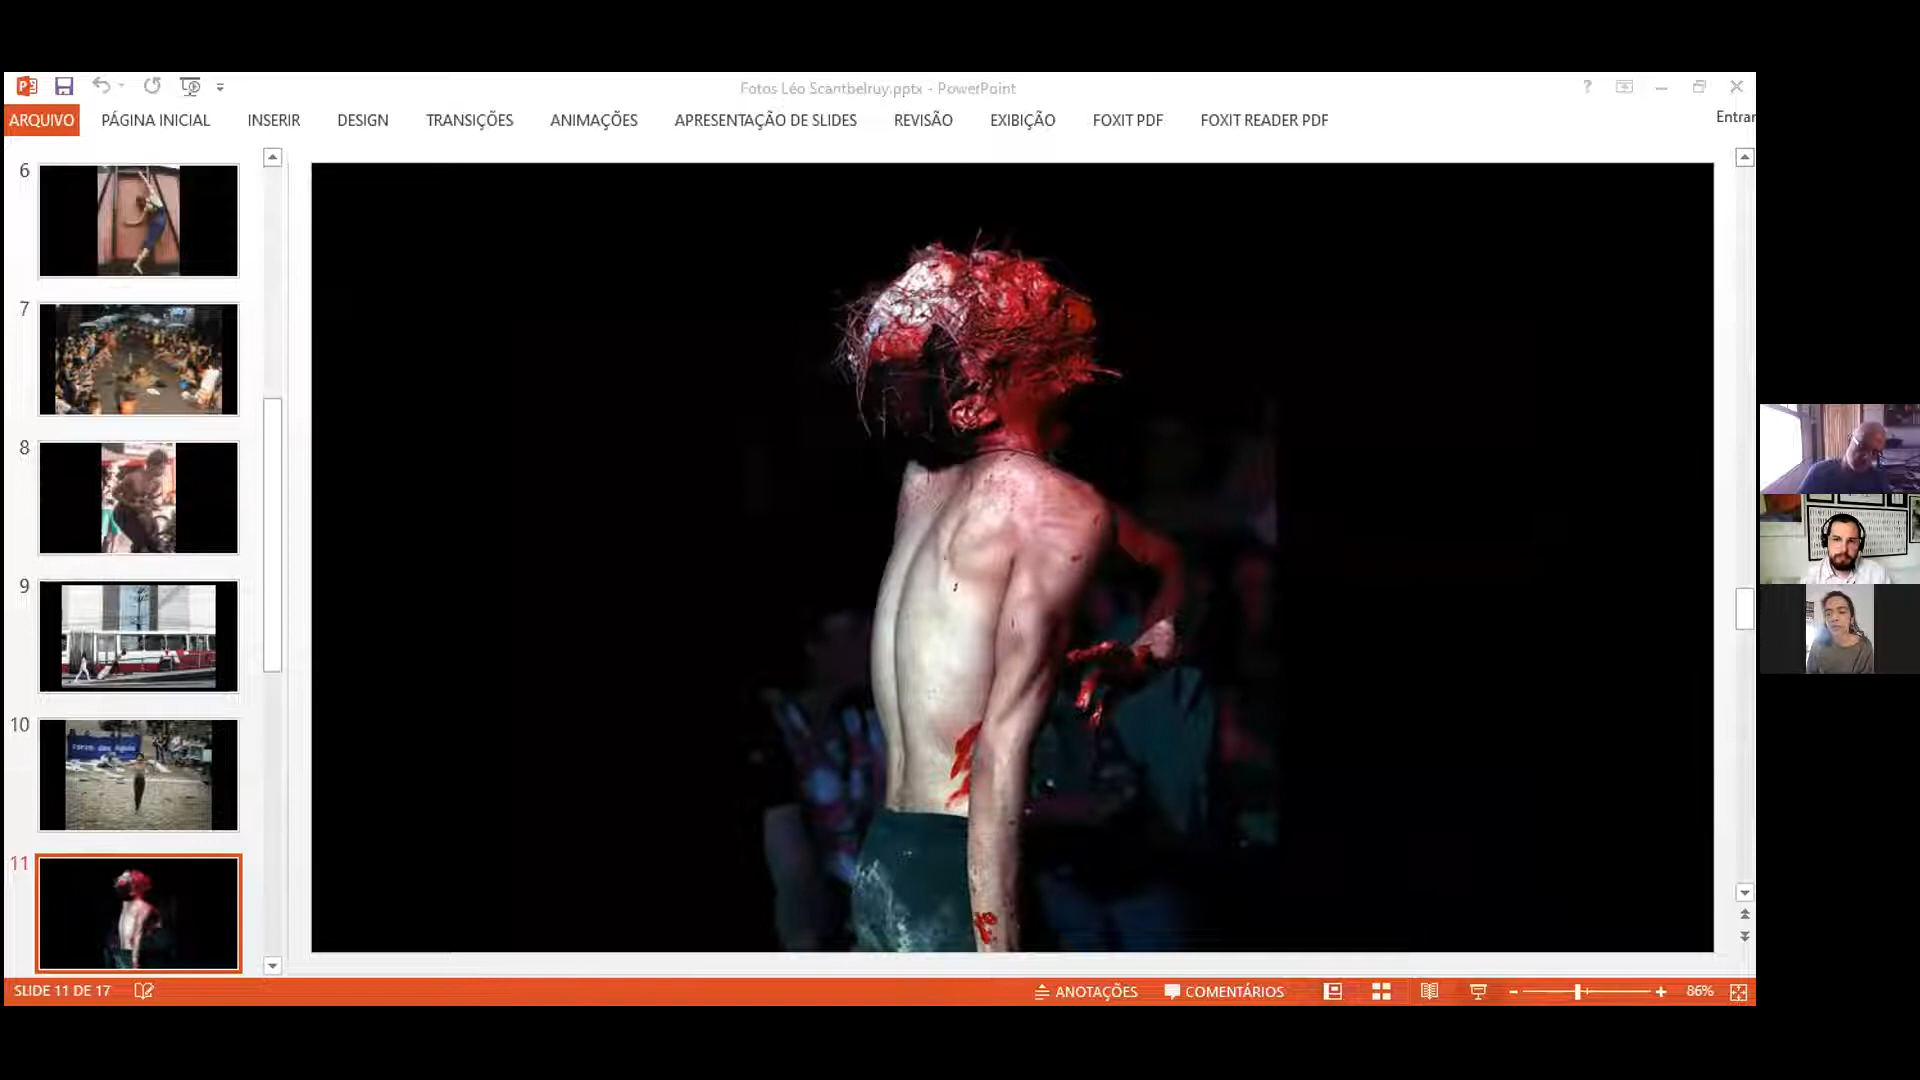 Fotos Léo Scantbelruy.pptx - PowerPoint
?
ARQUIVO PÁGINA INICIAL INSERIR DESIGN TRANSIÇÕES ANIMAÇÕES APRESENTAÇÃO DE SLIDES REVISÃO EXIBIÇÃO FOXIT PDF FOXIT READER PDF Entrar
6
7
8
9
10
11
SLIDE 11 DE 17 ANOTAÇÕES COMENTÁRIOS 86%